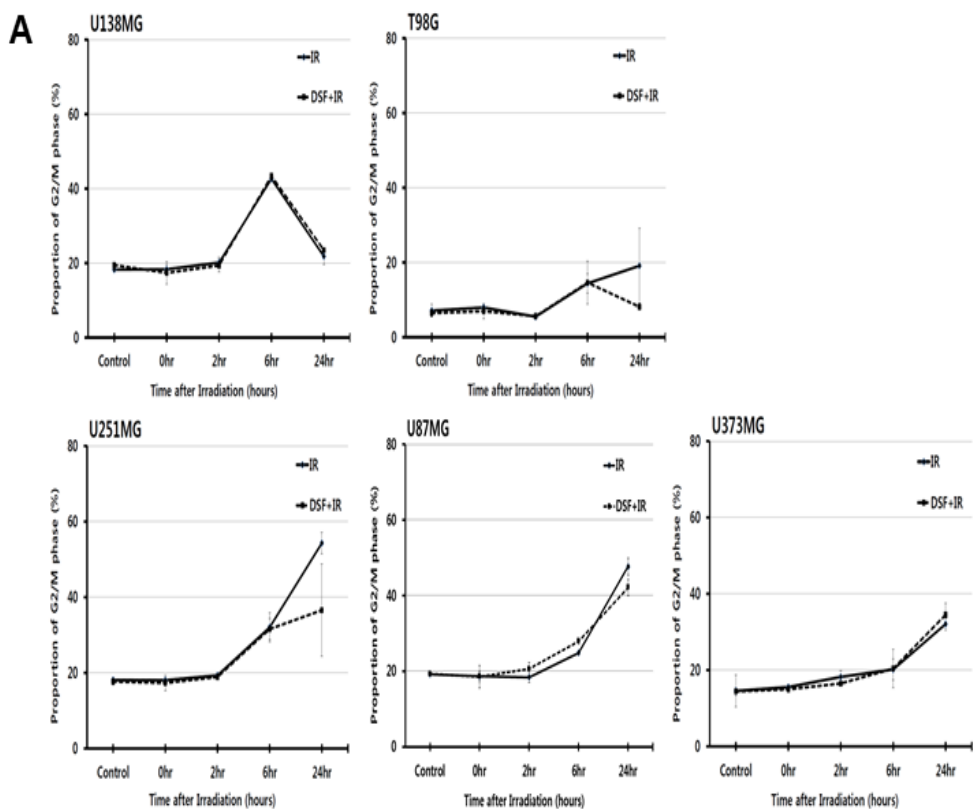 A
U138MG
Proportion of G2/M phase (%)
80
60
40
20
0
IR
DSF+IR
Control 0hr 2hr 6hr 24hr
Time after Irradiation (hours)
T98G
Proportion of G2/M phase (%)
80
60
40
20
0
IR
DSF+IR
Control 0hr 2hr 6hr 24hr
Time after Irradiation (hours)
U251MG
Proportion of G2/M phase (%)
80
60
40
20
0
IR
DSF+IR
Control 0hr 2hr 6hr 24hr
Time after Irradiation (hours)
U87MG
Proportion of G2/M phase (%)
80
60
40
20
0
IR
DSF+IR
Control 0hr 2hr 6hr 24hr
Time after Irradiation (hours)
U373MG
Proportion of G2/M phase (%)
80
60
40
20
0
IR
DSF+IR
Control 0hr 2hr 6hr 24hr
Time after Irradiation (hours)